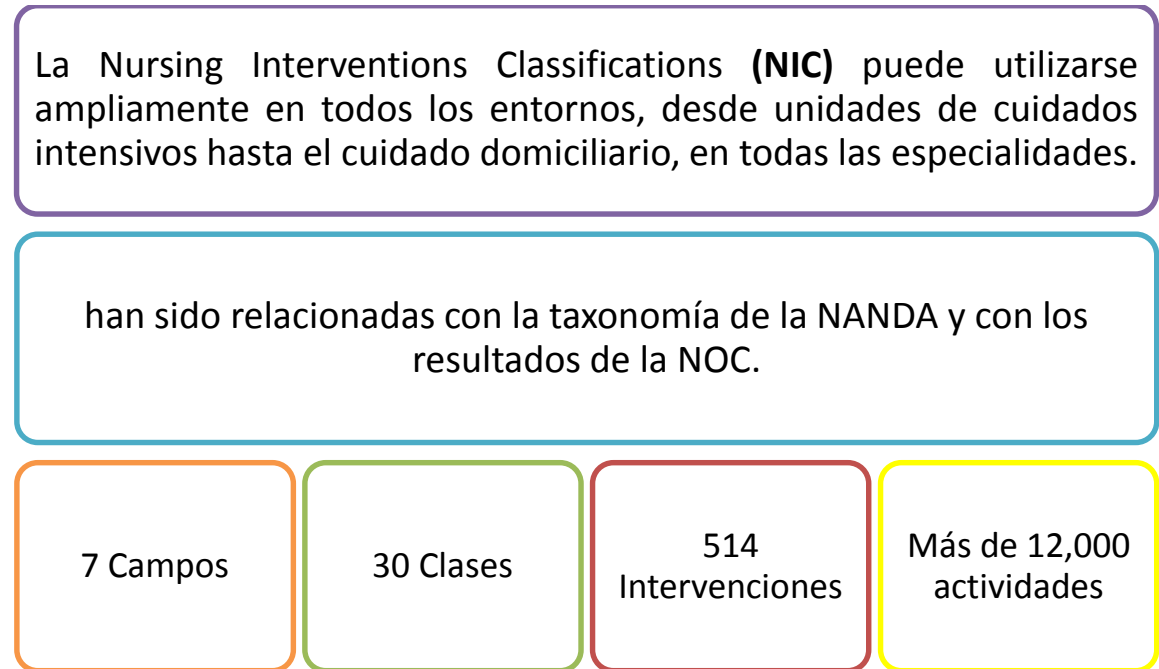 La Nursing Interventions Classifications (NIC) puede utilizarse
ampliamente en todos los entornos, desde unidades de cuidados
intensivos hasta el cuidado domiciliario, en todas las especialidades.
han sido relacionadas con la taxonomía de la NANDA y con los
resultados de la NOC.
7 Campos
30 Clases
514
Intervenciones
Más de 12,000
actividades